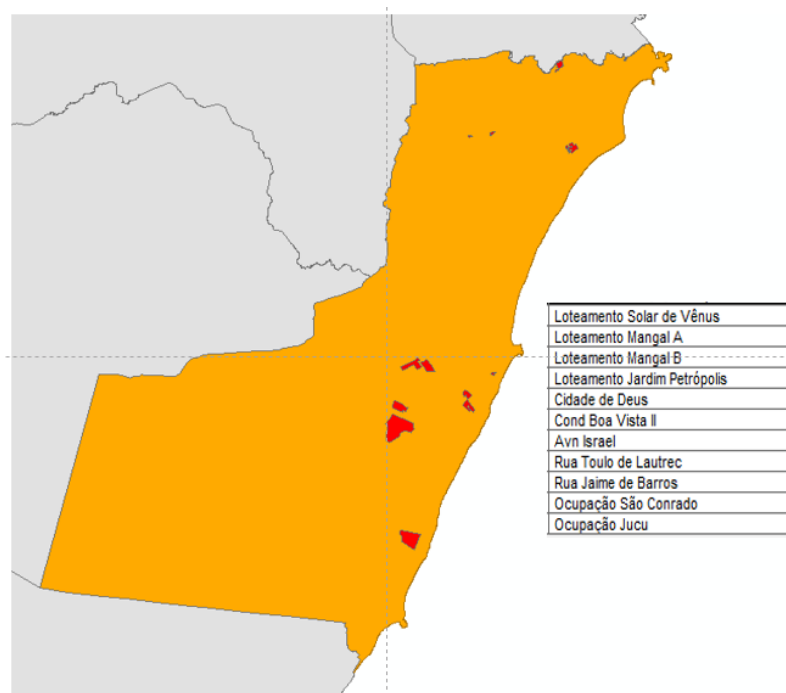 Loteamento Solar de Vênus
Loteamento Mangal A
Loteamento Mangal B
Loteamento Jardim Petrópolis
Cidade de Deus
Cond Boa Vista II
Avn Israel
Rua Toulo de Lautrec
Rua Jaime de Barros
Ocupação São Conrado
Ocupação Jucu